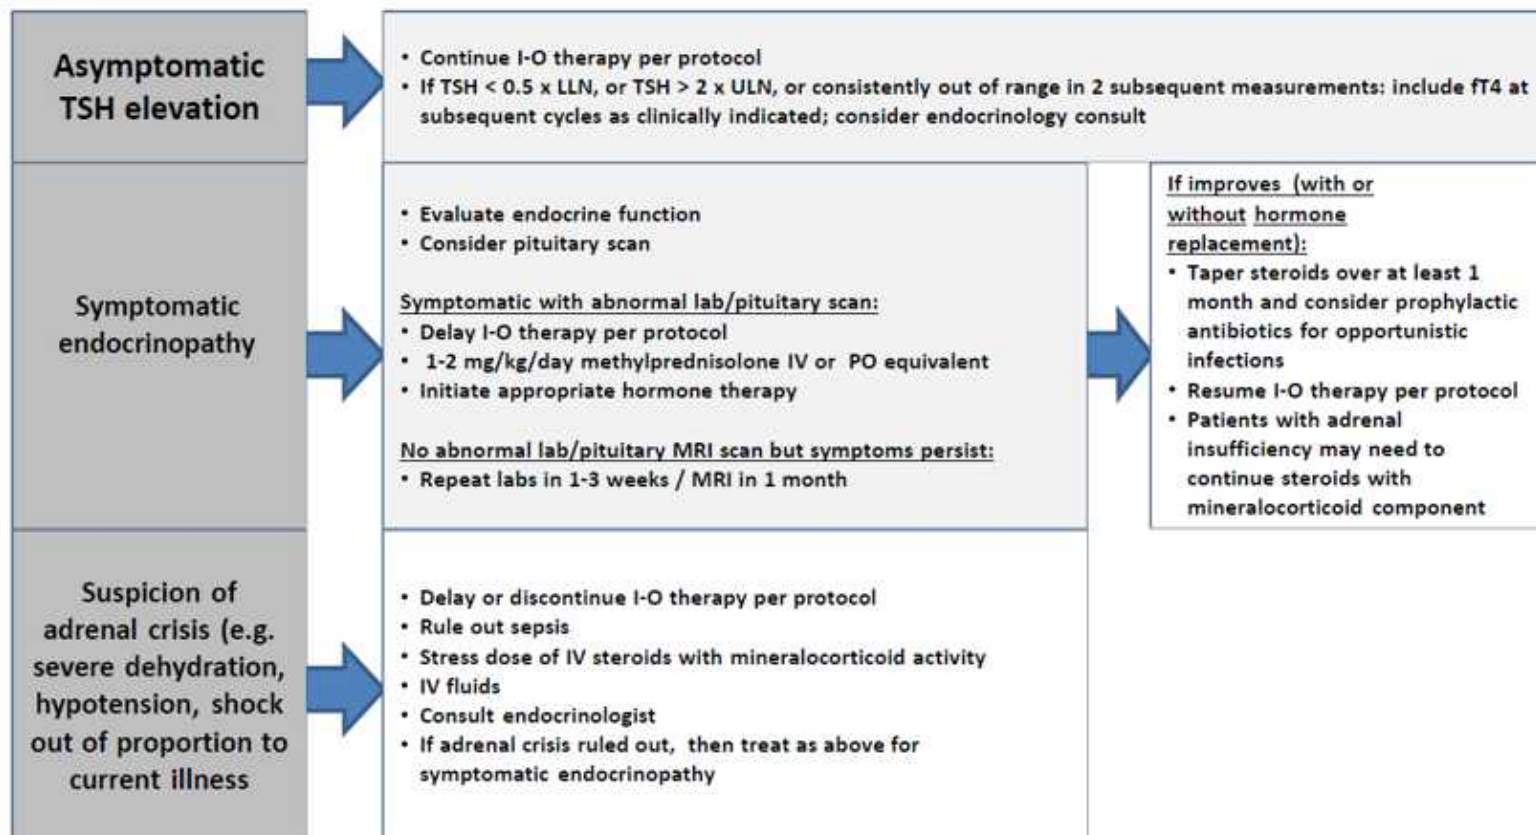 Asymptomatic
TSH elevation
• Continue I-O therapy per protocol
• If TSH < 0.5 x LLN, or TSH > 2 x ULN, or consistently out of range in 2 subsequent measurements: include fT4 at
subsequent cycles as clinically indicated; consider endocrinology consult
Symptomatic
endocrinopathy
• Evaluate endocrine function
• Consider pituitary scan
Symptomatic with abnormal lab/pituitary scan:
• Delay I-O therapy per protocol
• 1-2 mg/kg/day methylprednisolone IV or PO equivalent
• Initiate appropriate hormone therapy
No abnormal lab/pituitary MRI scan but symptoms persist:
• Repeat labs in 1-3 weeks / MRI in 1 month
If improves (with or
without hormone
replacement):
• Taper steroids over at least 1
month and consider prophylactic
antibiotics for opportunistic
infections
• Resume I-O therapy per protocol
• Patients with adrenal
insufficiency may need to
continue steroids with
mineralocorticoid component
Suspicion of
adrenal crisis (e.g.
severe dehydration,
hypotension, shock
out of proportion to
current illness
• Delay or discontinue I-O therapy per protocol
• Rule out sepsis
• Stress dose of IV steroids with mineralocorticoid activity
• IV fluids
• Consult endocrinologist
• If adrenal crisis ruled out, then treat as above for
symptomatic endocrinopathy